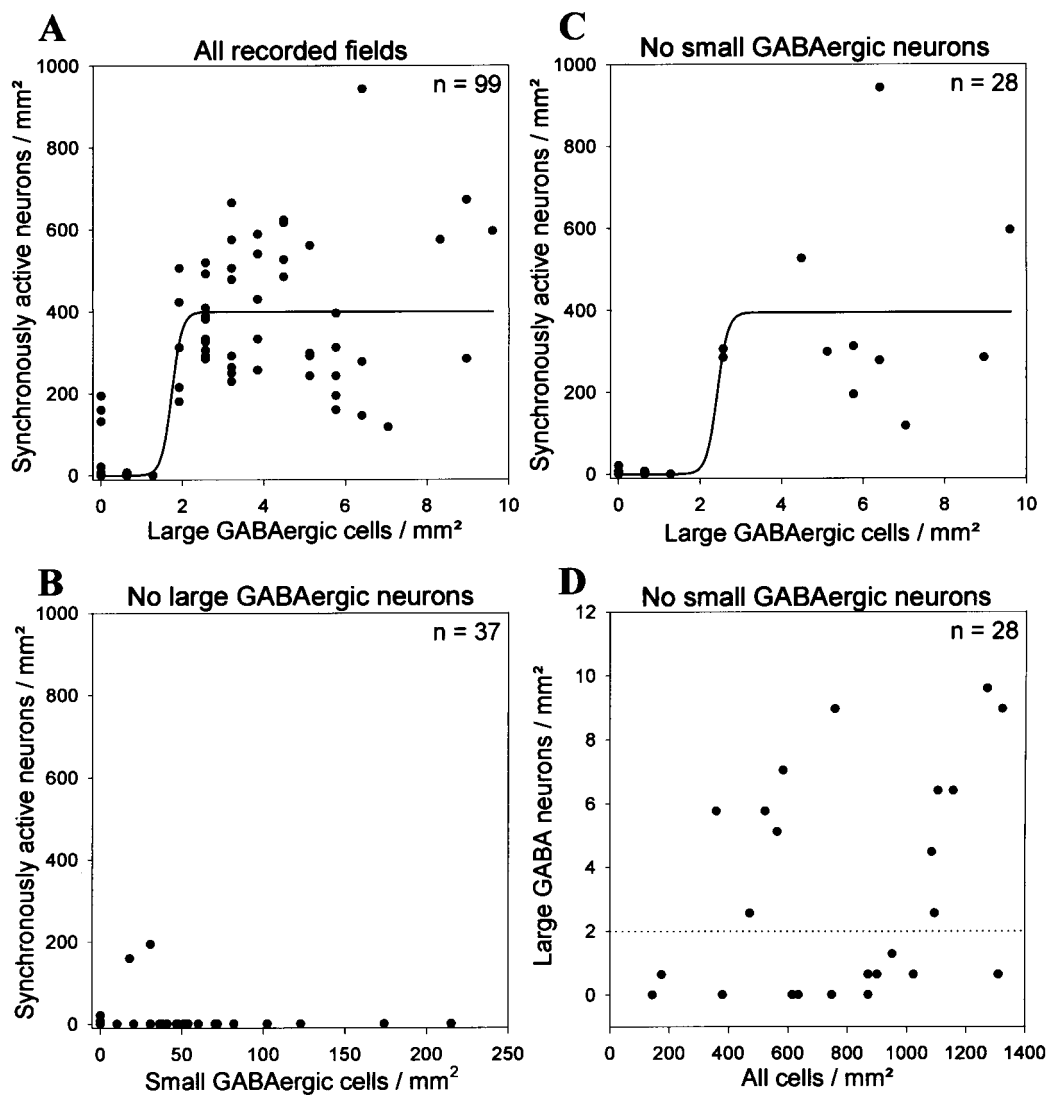 A
All recorded fields
n = 99
1000
800
600
400
200
0
Synchronously active neurons / mm²
0 2 4 6 8 10
Large GABAergic cells / mm²
B
No large GABAergic neurons
n = 37
1000
800
600
400
200
0
Synchronously active neurons / mm²
0 50 100 150 200 250
Small GABAergic cells / mm²
C
No small GABAergic neurons
n = 28
1000
800
600
400
200
0
Synchronously active neurons / mm²
0 2 4 6 8 10
Large GABAergic cells / mm²
D
No small GABAergic neurons
n = 28
12
10
8
6
4
2
0
Large GABA neurons / mm²
0 200 400 600 800 1000 1200 1400
All cells / mm²